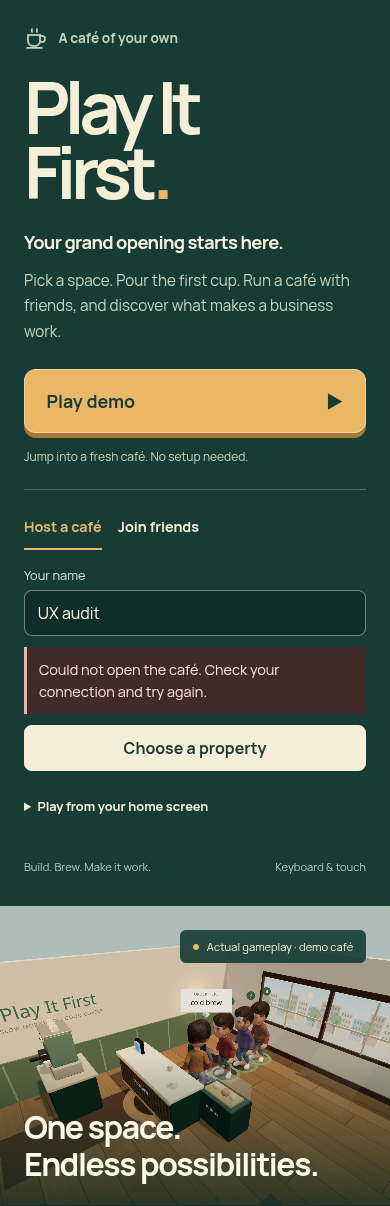 A café of your own
Play It
First.
Your grand opening starts here.
Pick a space. Pour the first cup. Run a café with
friends, and discover what makes a business
work.
Play demo
Jump into a fresh café. No setup needed.
Host a café
Join friends
Your name
UX audit
Could not open the café. Check your
connection and try again.
Choose a property
Play from your home screen
Build. Brew. Make it work.
Keyboard & touch
Actual gameplay · demo café
Play It First
cold brew
One space.
Endless possibilities.